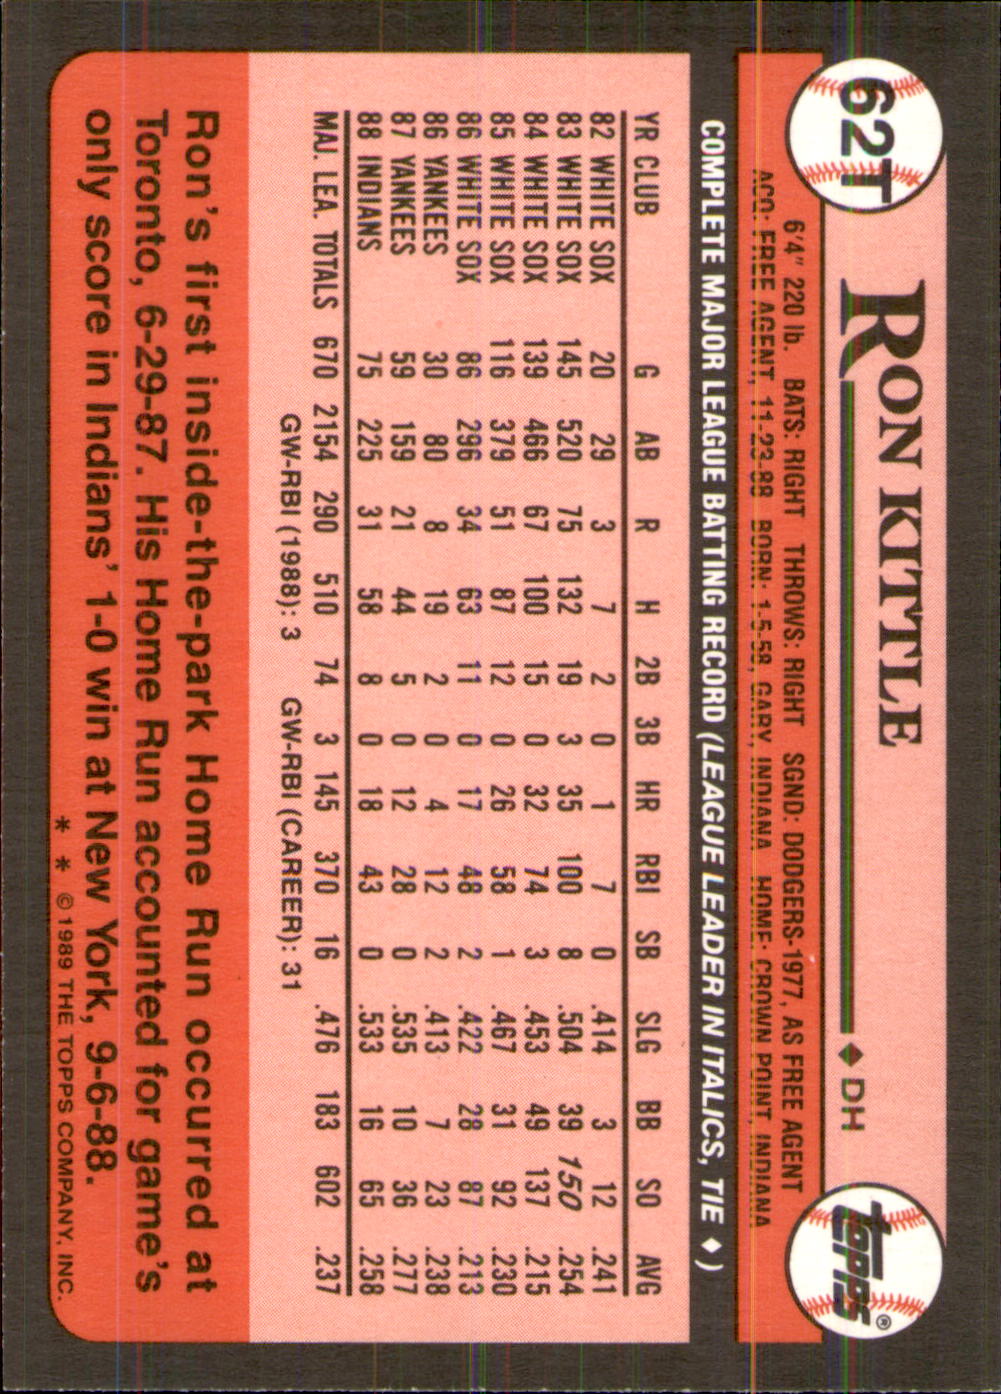 62T
RON KITTLE ♦ DH
6'4" 220 lb. BATS: RIGHT THROWS: RIGHT SGND: DODGERS-1977, AS FREE AGENT
ACQ: FREE AGENT, 11-23-88 BORN: 1-5-58, GARY, INDIANA HOME: CROWN POINT, INDIANA
TOPPS®
COMPLETE MAJOR LEAGUE BATTING RECORD (LEAGUE LEADER IN ITALICS, TIE ♦)
YR CLUB G AB R H 2B 3B HR RBI SB SLG BB SO AVG
82 WHITE SOX 20 29 3 7 2 0 1 7 0 .414 3 12 .241
83 WHITE SOX 145 520 75 132 19 3 35 100 8 .504 39 150 .254
84 WHITE SOX 139 466 67 100 15 0 32 74 3 .453 49 137 .215
85 WHITE SOX 116 379 51 87 12 0 26 58 1 .467 31 92 .230
86 WHITE SOX 86 296 34 63 11 0 17 48 2 .422 28 87 .213
86 YANKEES 30 80 8 19 2 0 4 12 2 .413 7 23 .238
87 YANKEES 59 159 21 44 5 0 12 28 0 .535 10 36 .277
88 INDIANS 75 225 31 58 8 0 18 43 0 .533 16 65 .258
MAJ. LEA. TOTALS 670 2154 290 510 74 3 145 370 16 .476 183 602 .237
GW-RBI (1988): 3 GW-RBI (CAREER): 31
Ron's first inside-the-park Home Run occurred at
Toronto, 6-29-87. His Home Run accounted for game's
only score in Indians' 1-0 win at New York, 9-6-88.
* * ©1989 THE TOPPS COMPANY, INC.